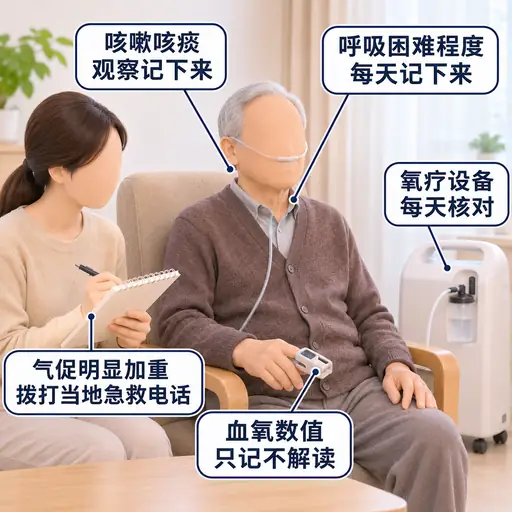 咳嗽咳痰
观察记下来
呼吸困难程度
每天记下来
氧疗设备
每天核对
气促明显加重
拨打当地急救电话
血氧数值
只记不解读